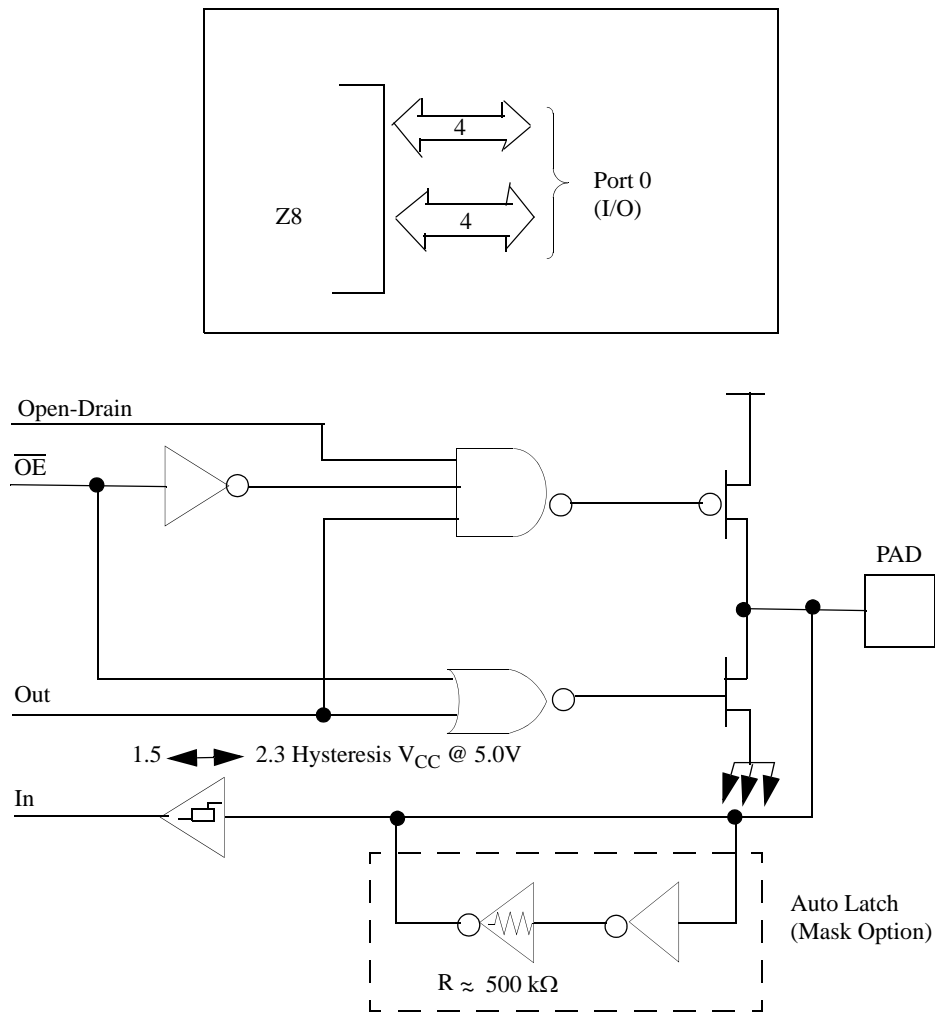 4
Z8
4
Port 0
(I/O)
Open-Drain
O̅E̅
PAD
Out
1.5 2.3 Hysteresis VCC @ 5.0V
In
Auto Latch
(Mask Option)
R ≈ 500 kΩ